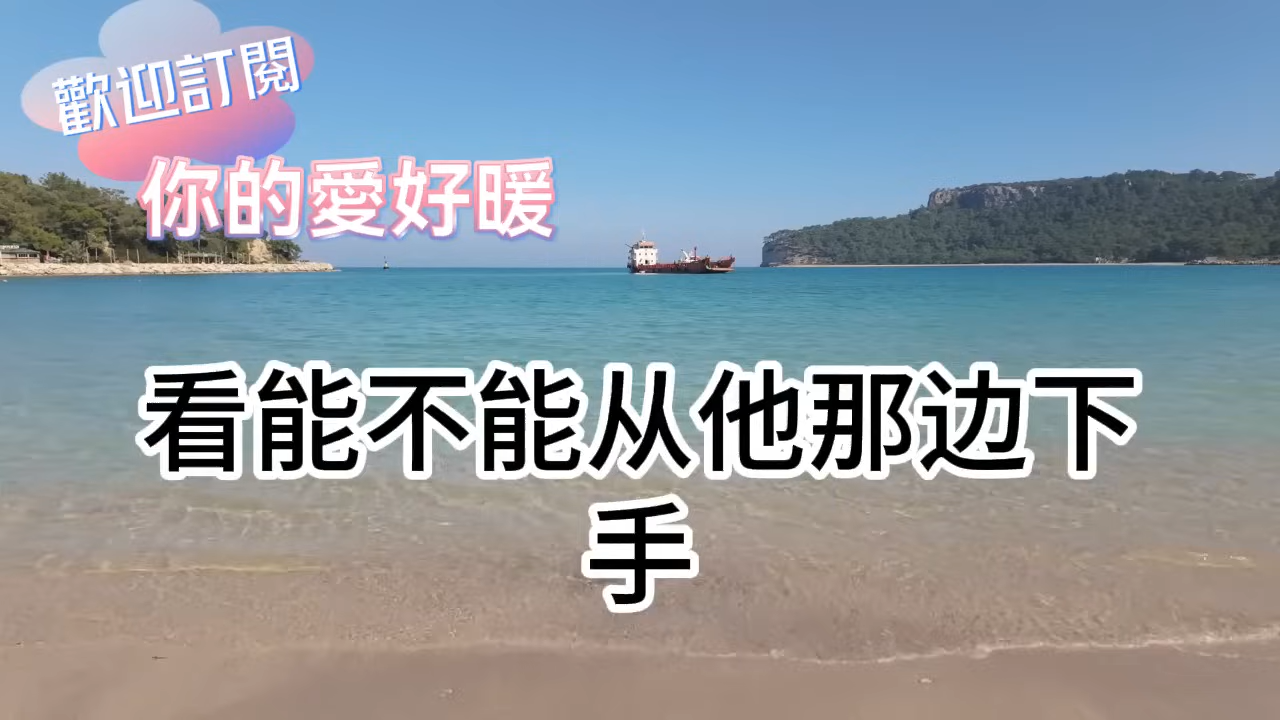 歡迎訂閱
你的愛好暖
看能不能从他那边下
手